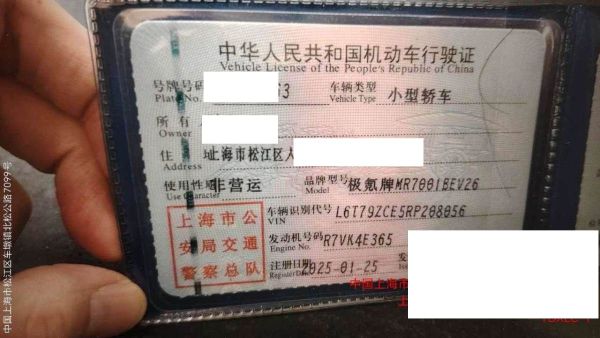 中华人民共和国机动车行驶证
Vehicle License of the People's Republic of China
号牌号码 63 车辆类型 小型轿车
Plate No. Vehicle Type
所有人
Owner
住 址 上海市松江区
Address
使用性质 非营运 品牌型号 极氪牌MR7001BEV26
Use Character
上海市公
安局交通
警察总队
车辆识别代号 L6T79ZCE5RP208056
VIN
发动机号码 R7VK4E365
Engine No.
注册日期 2025-01-25
Register Date
中国上海市
上
中国上海市松江区车墩镇北松公路7099号